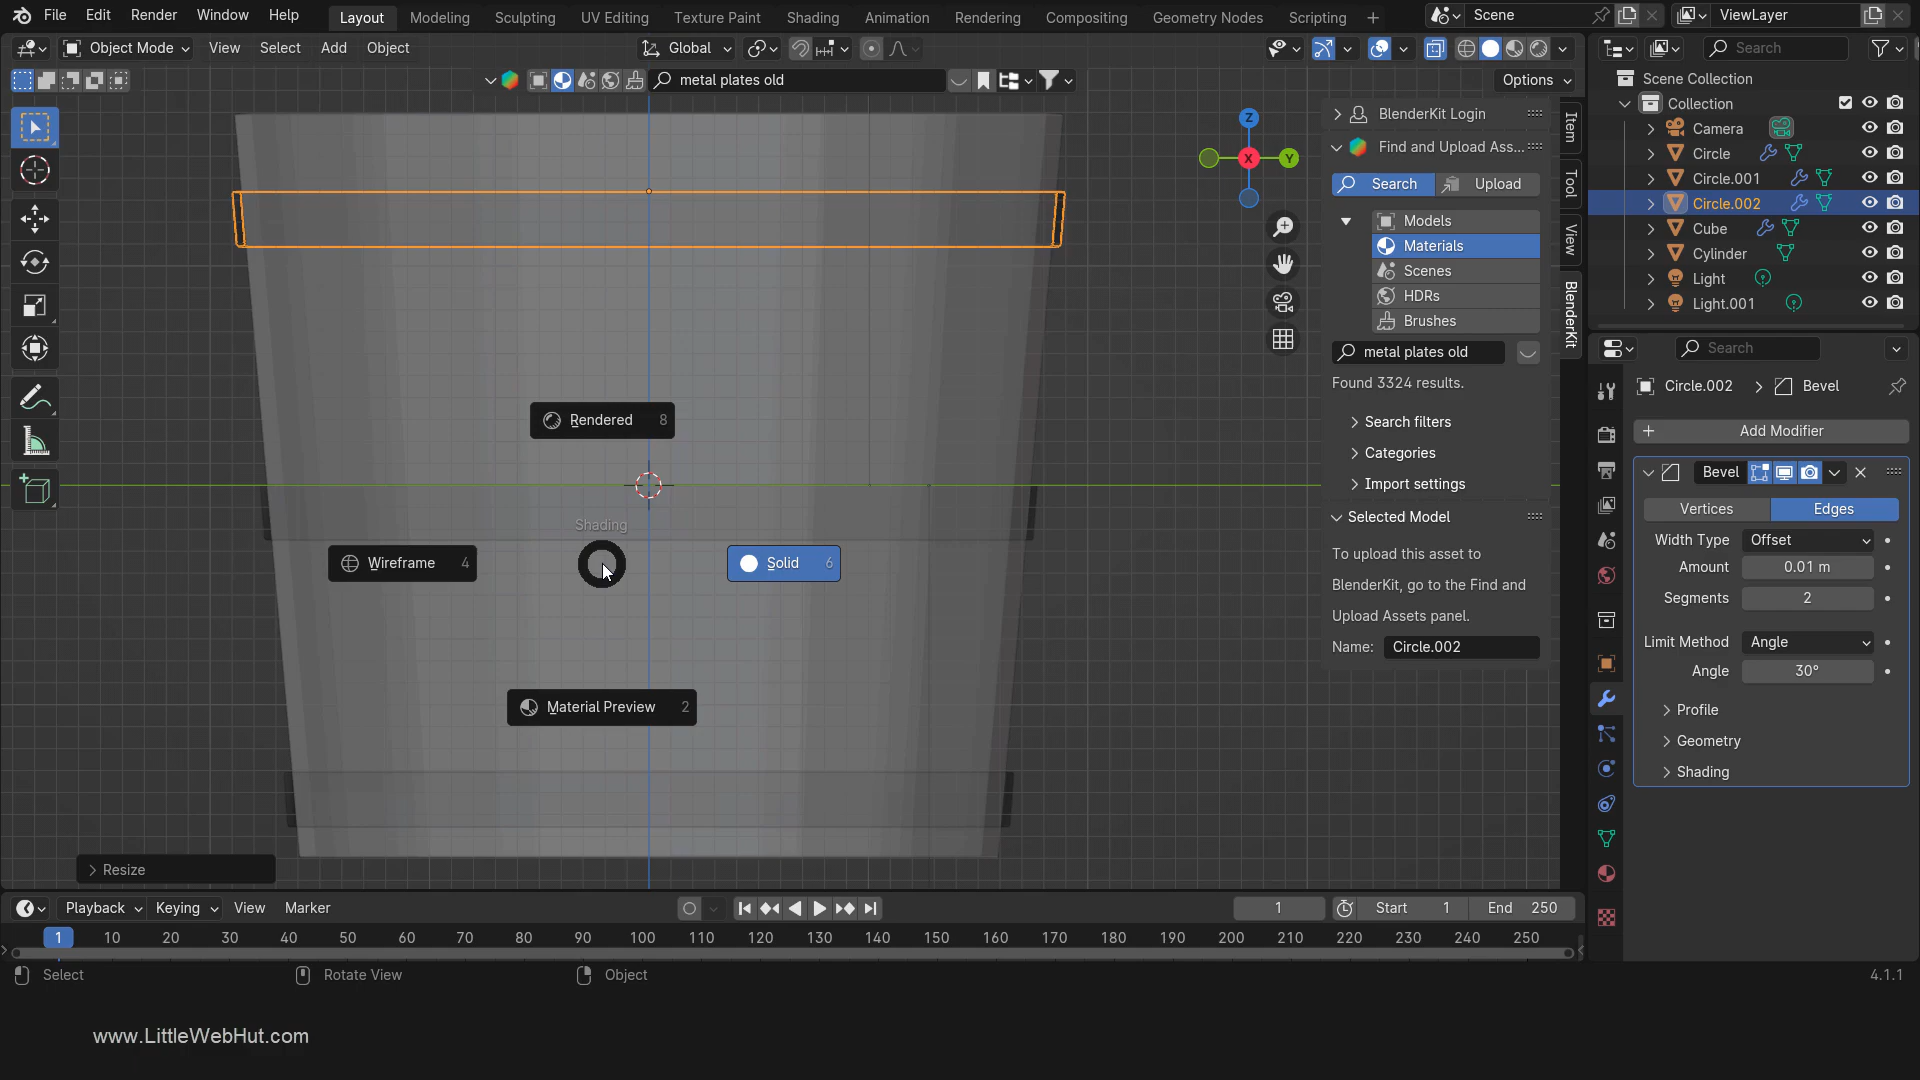 File Edit Render Window Help Layout Modeling Sculpting UV Editing Texture Paint Shading Animation Rendering Compositing Geometry Nodes Scripting + Scene ViewLayer
Object Mode View Select Add Object Global Search
metal plates old Options
Scene Collection
Collection
Camera
Circle
Circle.001
Circle.002
Cube
Cylinder
Light
Light.001
Z
X
Y
BlenderKit Login
Find and Upload Ass...
Search Upload
Models
Materials
Scenes
HDRs
Brushes
metal plates old
Found 3324 results.
Search filters
Categories
Import settings
Selected Model
To upload this asset to
BlenderKit, go to the Find and
Upload Assets panel.
Name: Circle.002
Item
Tool
View
BlenderKit
Search
Circle.002 > Bevel
+ Add Modifier
Bevel
Vertices Edges
Width Type Offset
Amount 0.01 m
Segments 2
Limit Method Angle
Angle 30°
Profile
Geometry
Shading
Rendered 8
Shading
Wireframe 4
Solid 6
Material Preview 2
Resize
Playback Keying View Marker 1 Start 1 End 250
1 10 20 30 40 50 60 70 80 90 100 110 120 130 140 150 160 170 180 190 200 210 220 230 240 250
Select Rotate View Object 4.1.1
www.LittleWebHut.com